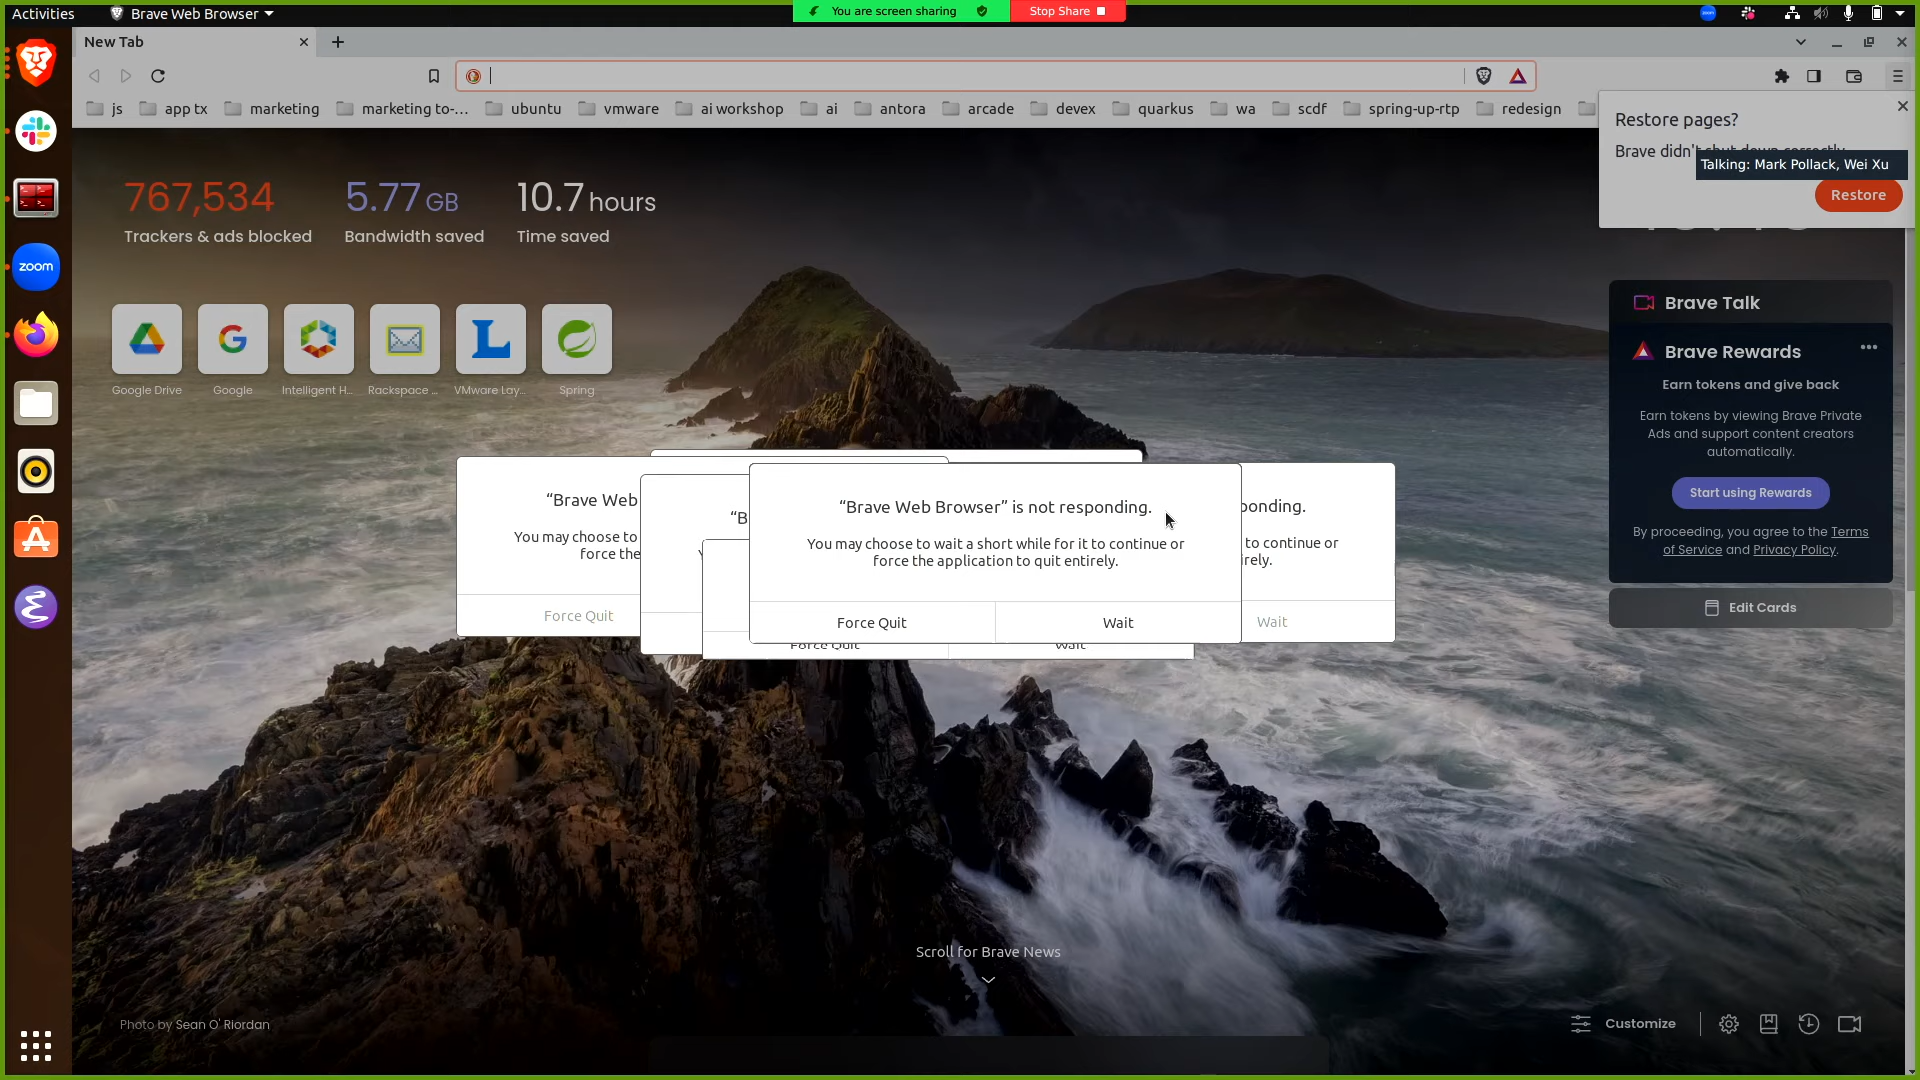 Activities
Brave Web Browser
You are screen sharing
Stop Share
zoom
New Tab
js
app tx
marketing
marketing to-...
ubuntu
vmware
ai workshop
ai
antora
arcade
devex
quarkus
wa
scdf
spring-up-rtp
redesign
Restore pages?
Brave didn't shut down correctly.
Talking: Mark Pollack, Wei Xu
Restore
767,534
Trackers & ads blocked
5.77 GB
Bandwidth saved
10.7 hours
Time saved
zoom
Google Drive
Google
Intelligent H...
Rackspace ...
VMware Lay...
Spring
Brave Talk
Brave Rewards
Earn tokens and give back
Earn tokens by viewing Brave Private
Ads and support content creators
automatically.
Start using Rewards
By proceeding, you agree to the Terms
of Service and Privacy Policy.
Edit Cards
“Brave Web
You may choose to
force the
Force Quit
“B
“Brave Web Browser” is not responding.
You may choose to wait a short while for it to continue or
force the application to quit entirely.
Force Quit
Wait
ponding.
to continue or
irely.
Wait
Force Quit
Wait
Scroll for Brave News
Photo by Sean O' Riordan
Customize